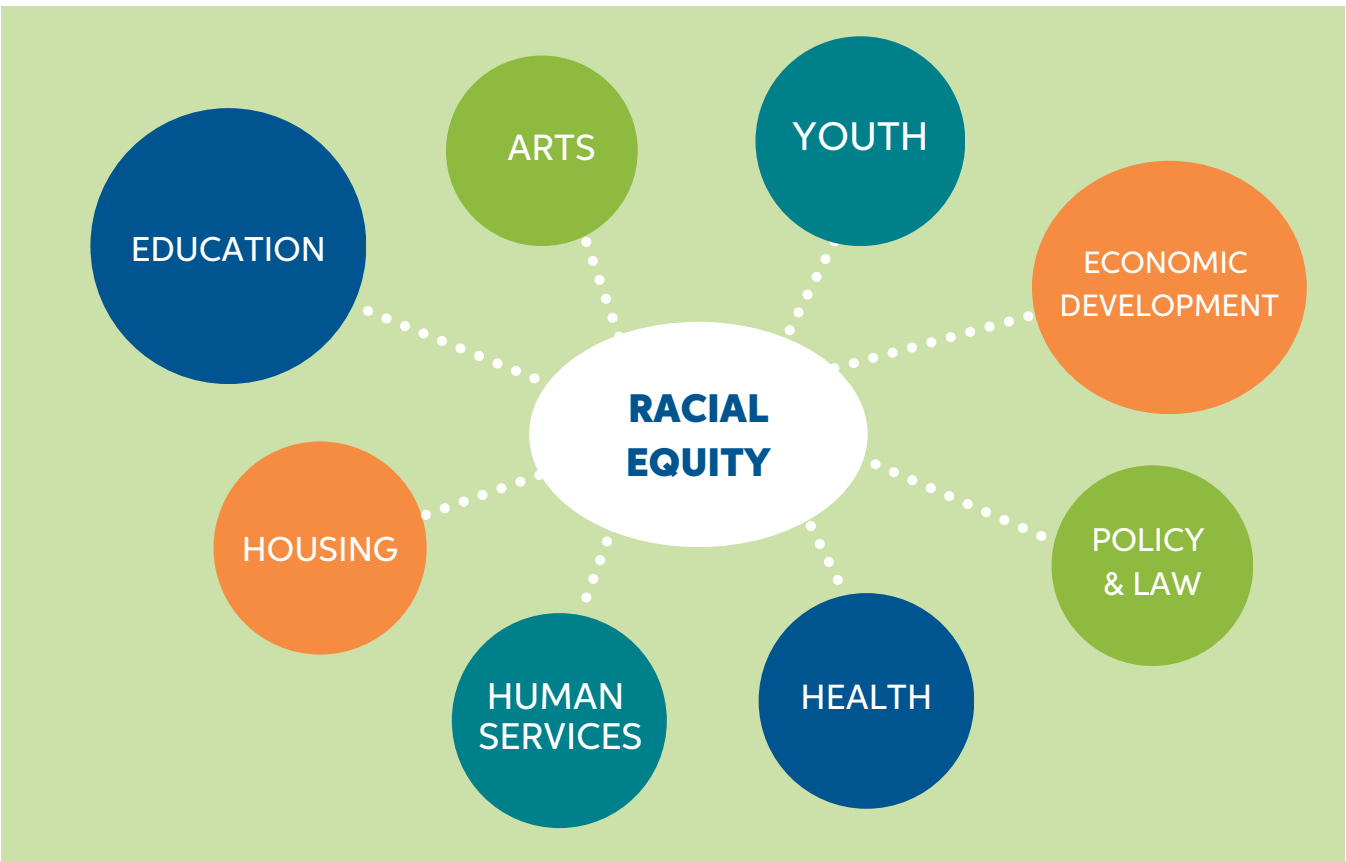 ARTS
YOUTH
EDUCATION
ECONOMIC
DEVELOPMENT
RACIAL
EQUITY
HOUSING
POLICY
& LAW
HUMAN
SERVICES
HEALTH